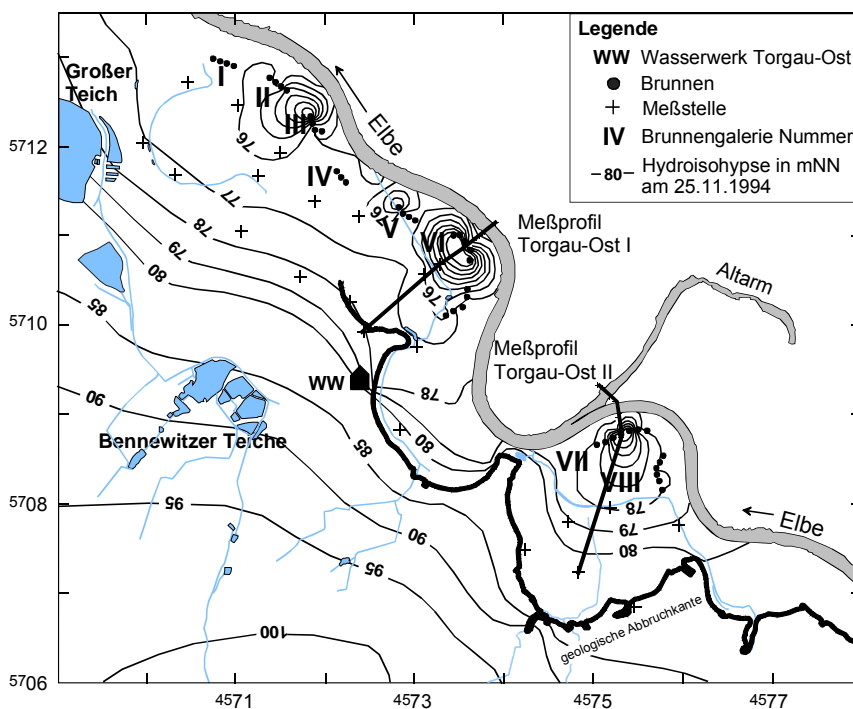 Legende
WW Wasserwerk Torgau-Ost
Brunnen
Meßstelle
IV Brunnengalerie Nummer
80 Hydroisohypse in mNN
am 25.11.1994
Großer
Teich
I
II
III
76
Elbe
5712
IV
77
78
79
80
V
76
VI
Meßprofil
Torgau-Ost I
85
76
Altarm
5710
90
Meßprofil
Torgau-Ost II
WW
78
Bennewitzer Teiche
80
85
VII
VIII
5708
95
90
78
79
80
Elbe
95
geologische Abbruchkante
100
5706
4571
4573
4575
4577